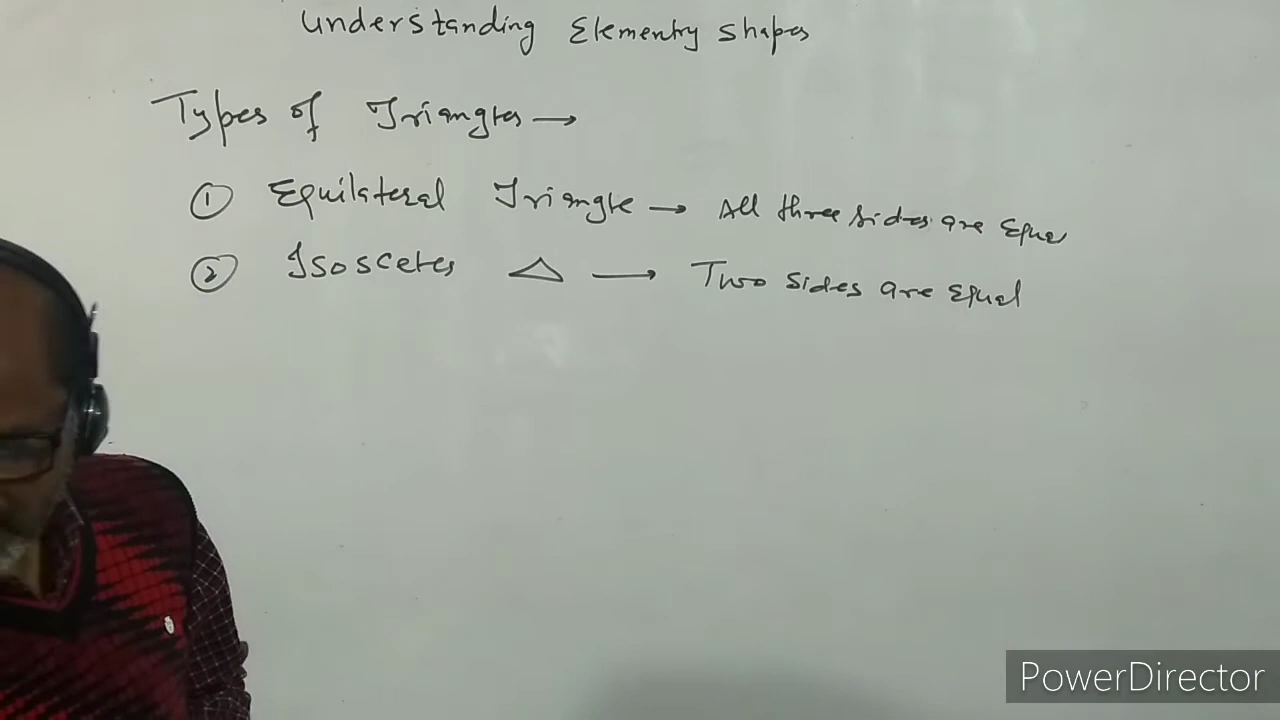 Understanding Elementry shapes
Types of Triangles →
① Equilateral Triangle → All three sides are Equa
② Isosceles △ → Two sides are Equal
PowerDirector